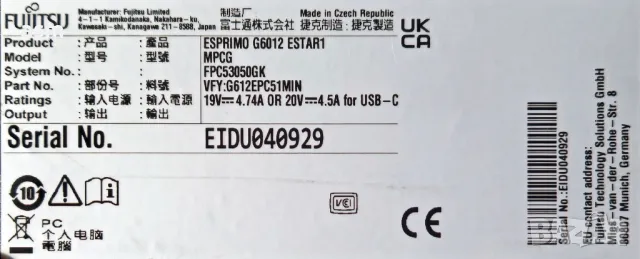 FUJITSU
Manufacturer: Fujitsu Limited
4-1-1 Kamikodanaka, Nakahara-ku,
Kawasaki-shi, Kanagawa 211-8588, Japan
制造厂 Made in Czech Republic
富士通株式会社 捷克制造：捷克製造
UK
CA
Product : 产品 : 產品 ESPRIMO G6012 ESTAR1
Model : 型号 : 型號 MPCG
System No. : FPC53050GK
Part No. : 部件号 : 料號 VFY:G612EPC51MIN
Ratings : 输入电源 : 輸入電源 19V⎓4.74A OR 20V⎓4.5A for USB-C
Output : 输出 : 輸出
Serial No. EIDU040929
10
i
VCI
CE
PC
个人电脑
電腦
Serial No.: EIDU040929
EU contact address:
Fujitsu Technology Solutions GmbH
Mies-van-der-Rohe-Str. 8
80807 Munich, Germany